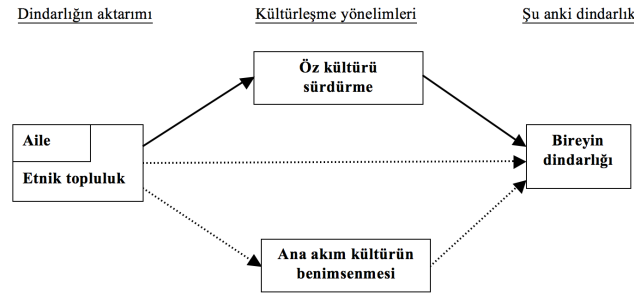 Dindarlığın aktarımı
Kültürleşme yönelimleri
Şu anki dindarlık
Öz kültürü
sürdürme
Aile
Etnik topluluk
Bireyin
dindarlığı
Ana akım kültürün
benimsenmesi